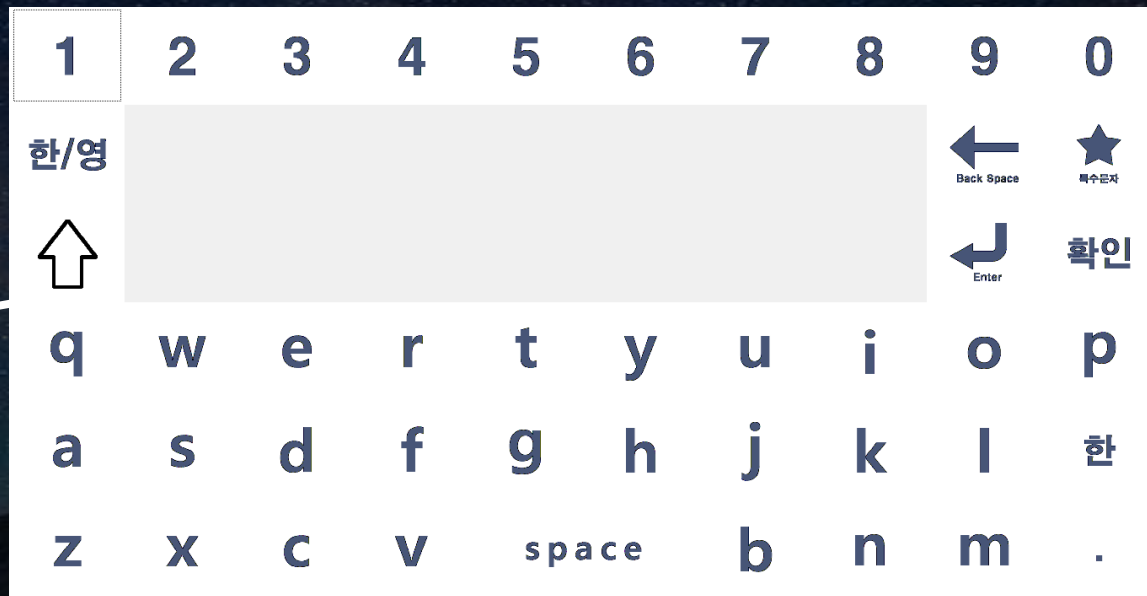 1 2 3 4 5 6 7 8 9 0
한/영 Back Space 특수문자
Enter 확인
q w e r t y u i o p
a s d f g h j k l 한
z x c v space b n m .